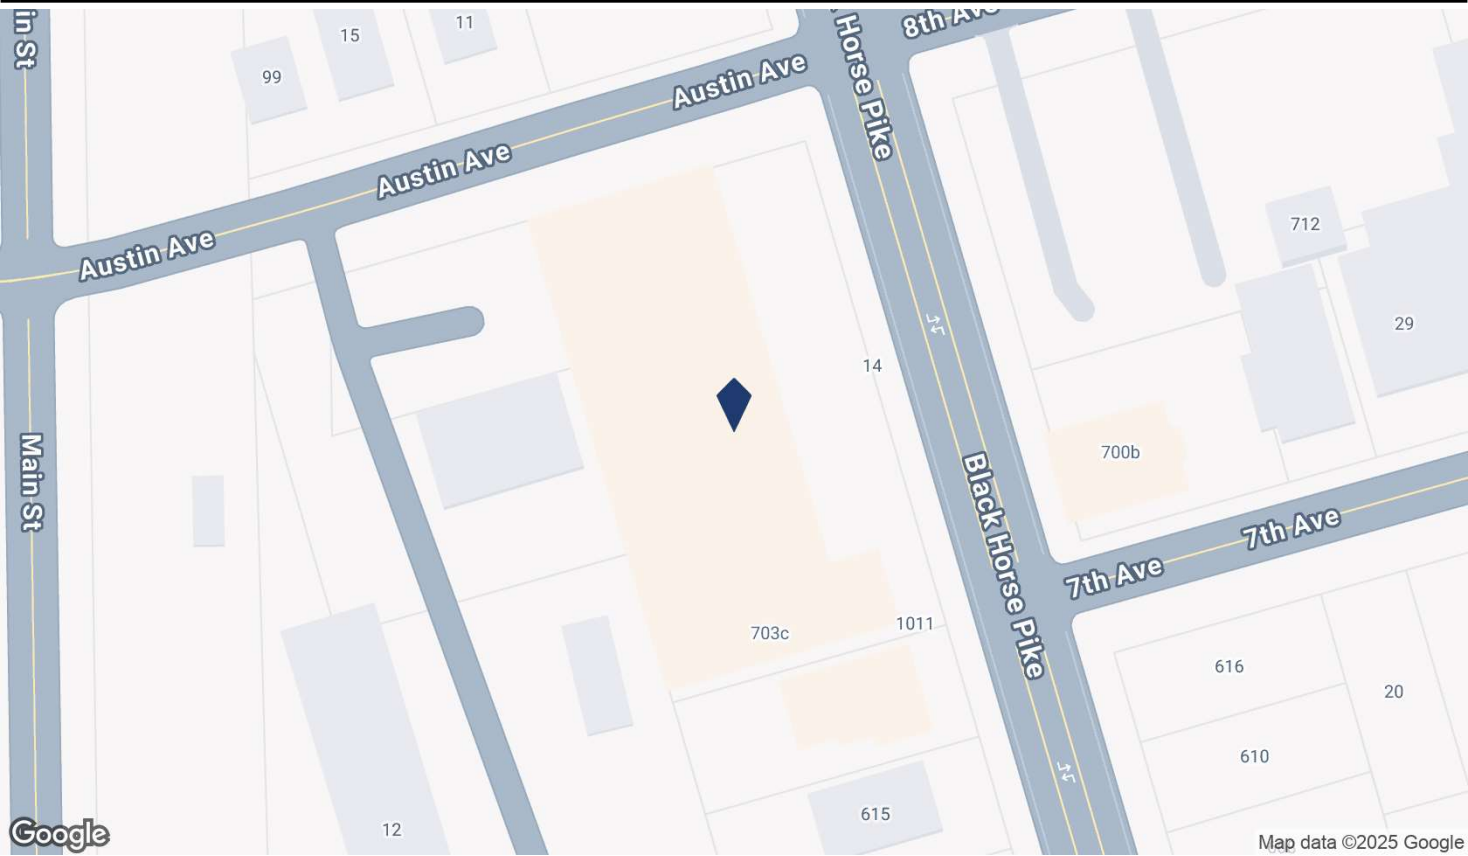 in St
15
11
99
Horse Pike
8th Ave
Austin Ave
Austin Ave
Austin Ave
712
29
14
Main St
Black Horse Pike
700b
7th Ave
7th Ave
703c
1011
616
20
610
615
12
Google
Map data ©2025 Google